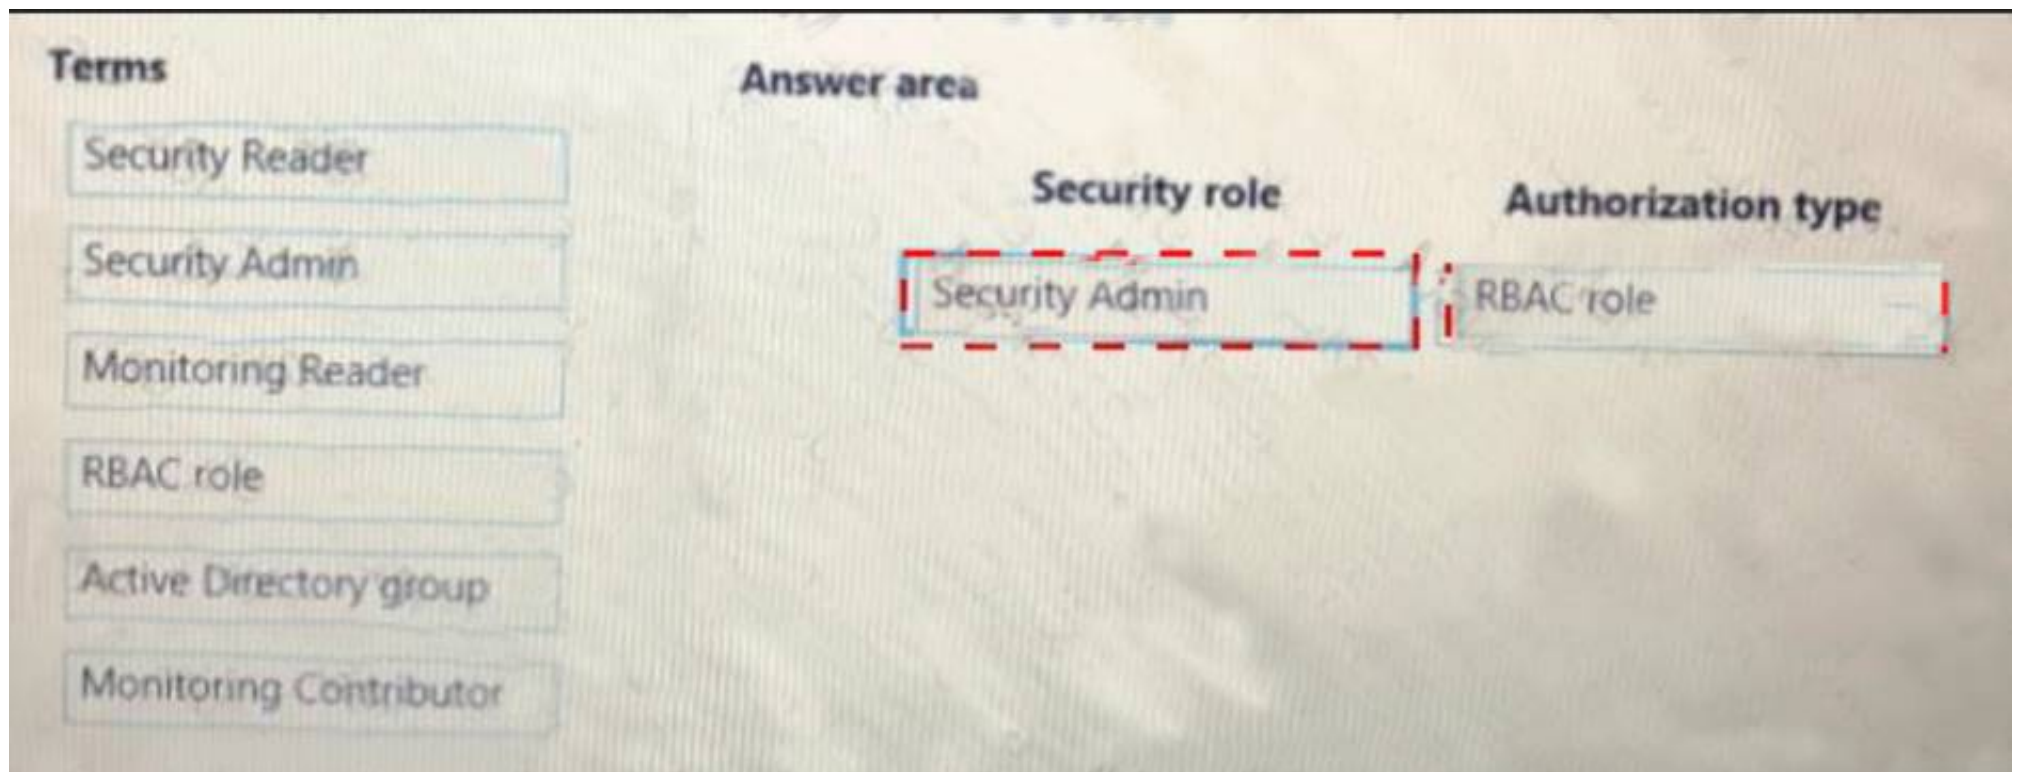 Terms
Security Reader
Security Admin
Monitoring Reader
RBAC role
Active Directory group
Monitoring Contributor
Answer area
Security role
Authorization type
Security Admin
RBAC role